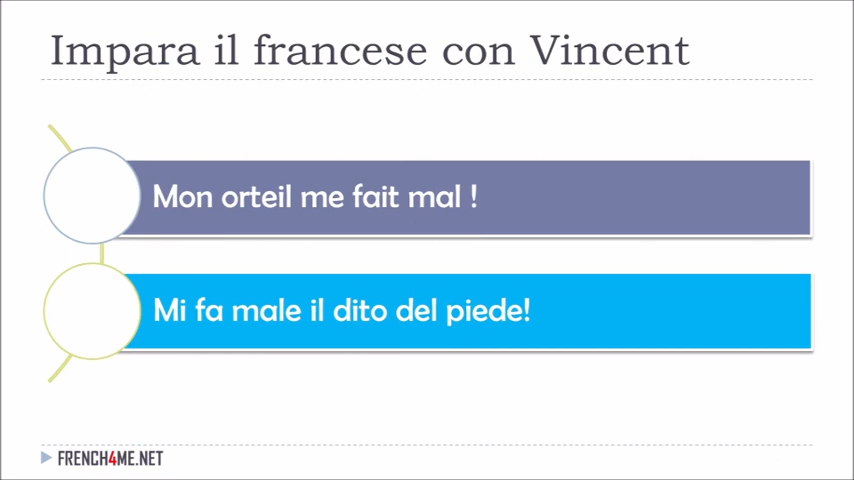 Impara il francese con Vincent
Mon orteil me fait mal !
Mi fa male il dito del piede!
FRENCH4ME.NET